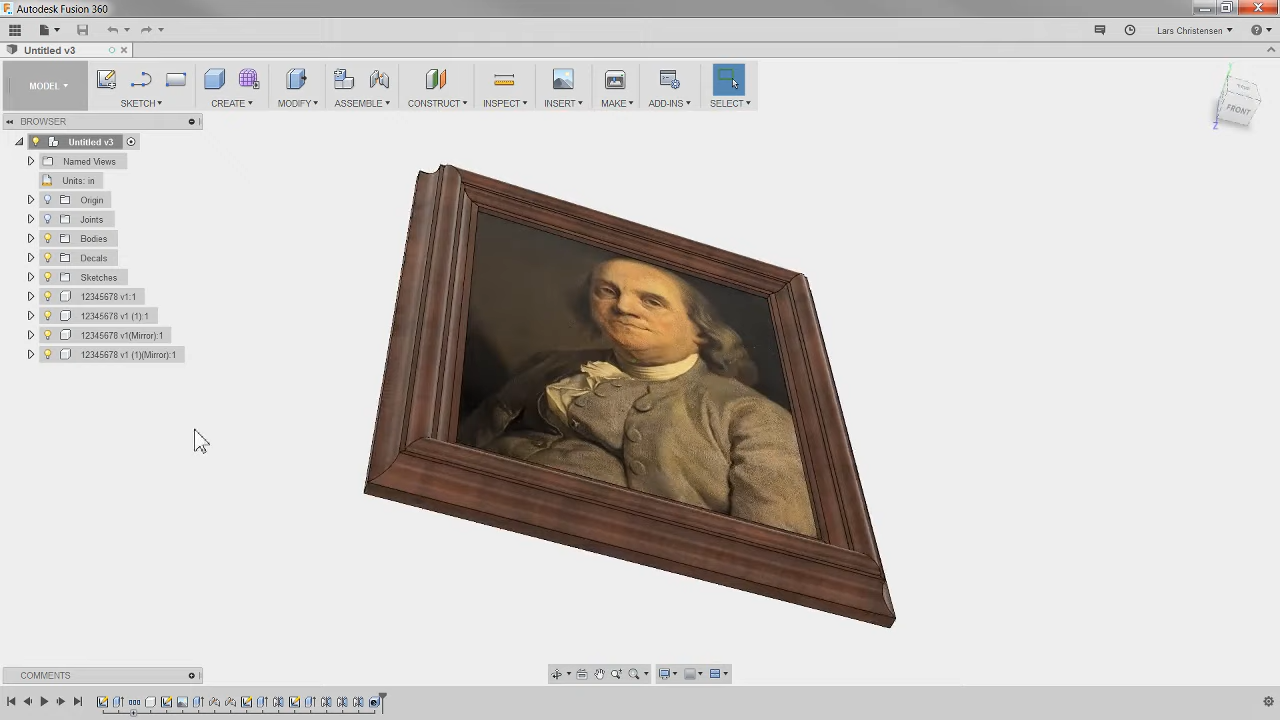 Autodesk Fusion 360
Lars Christensen
Untitled v3
MODEL
SKETCH
CREATE
MODIFY
ASSEMBLE
CONSTRUCT
INSPECT
INSERT
MAKE
ADD-INS
SELECT
TOP
FRONT
Y
Z
BROWSER
Untitled v3
Named Views
Units: in
Origin
Joints
Bodies
Decals
Sketches
12345678 v1:1
12345678 v1 (1):1
12345678 v1(Mirror):1
12345678 v1 (1)(Mirror):1
COMMENTS